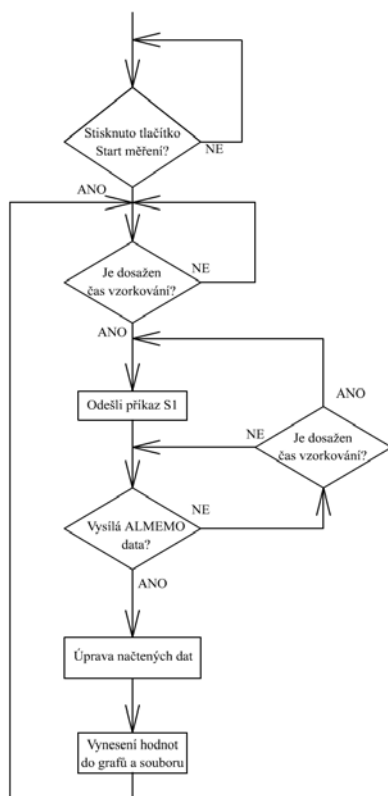 Stisknuto tlačítko
Start měření?
NE
ANO
Je dosažen
čas vzorkování?
NE
ANO
Odešli příkaz S1
ANO
NE
Je dosažen
čas vzorkování?
Vysílá ALMEMO
data?
NE
ANO
Úprava načtených dat
Vynesení hodnot
do grafů a souboru